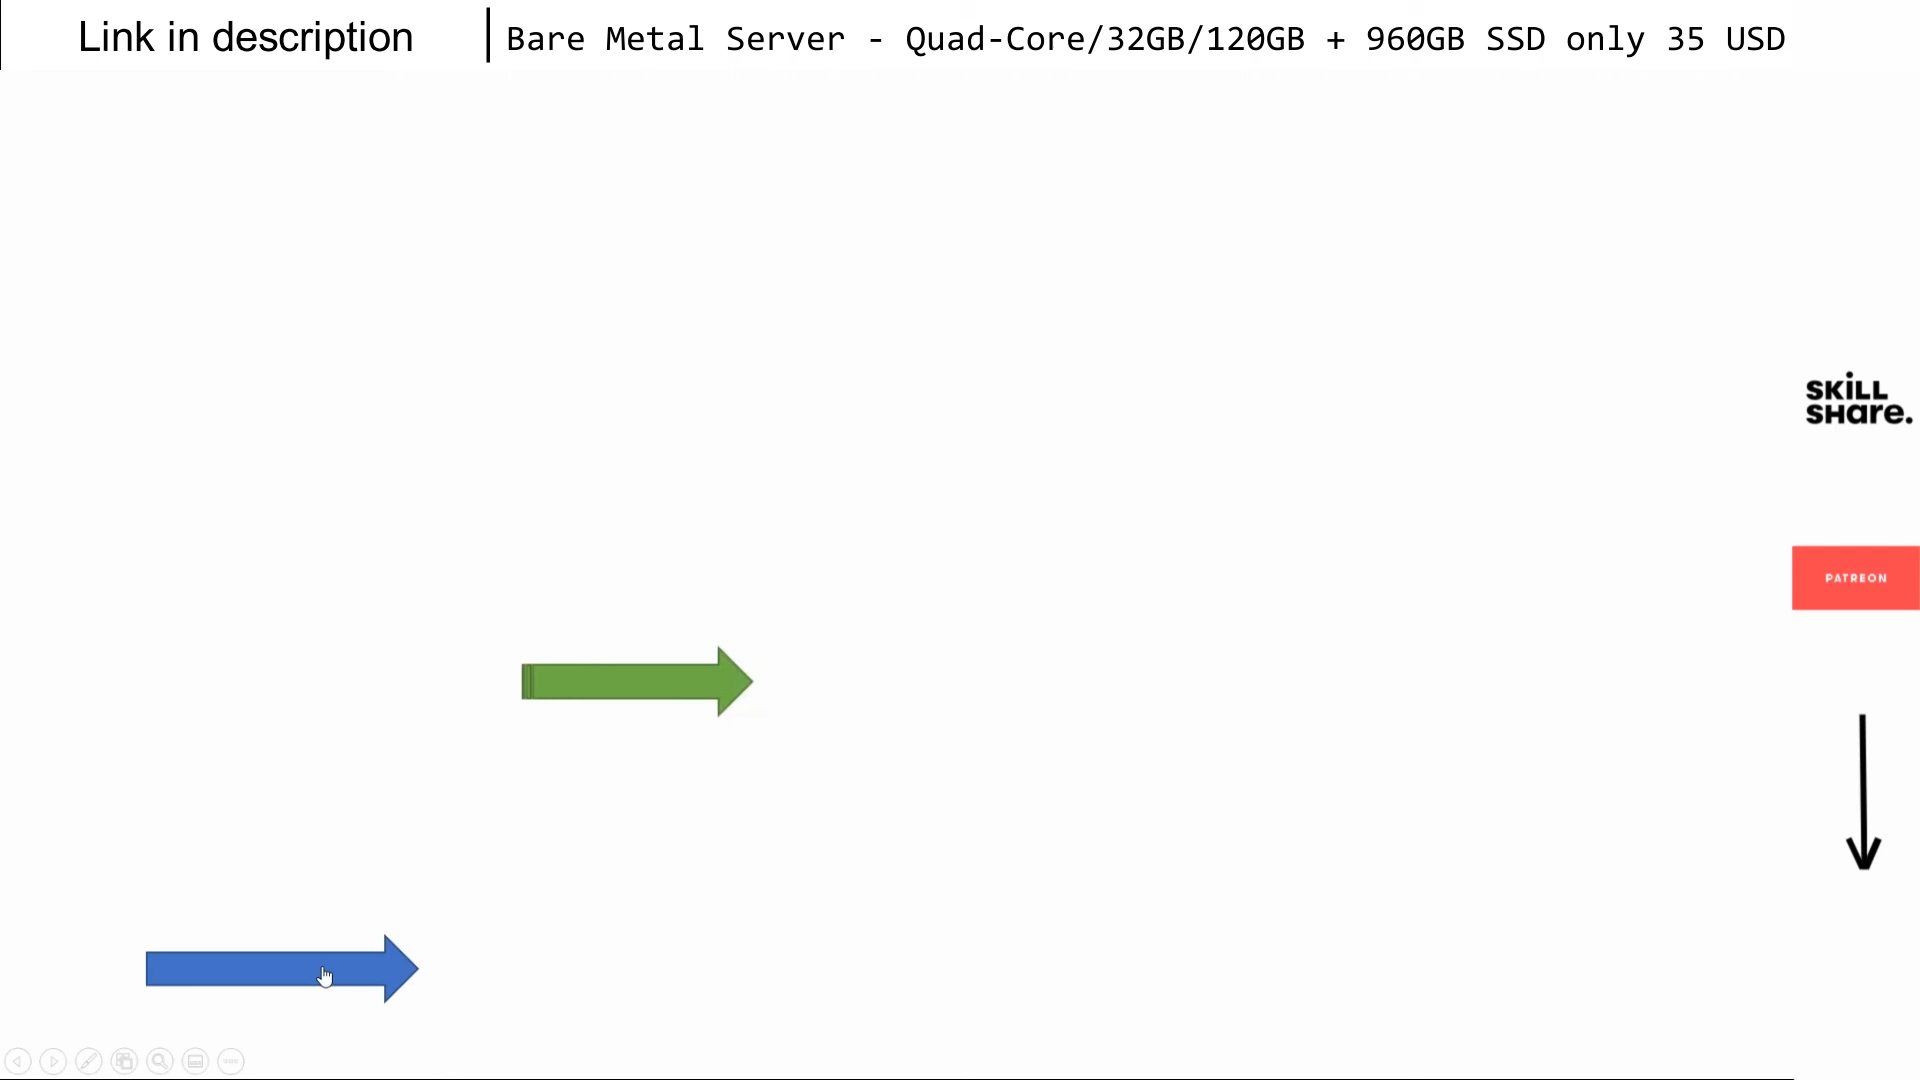 Link in description
Bare Metal Server - Quad-Core/32GB/120GB + 960GB SSD only 35 USD
SKILL
SHare.
PATREON